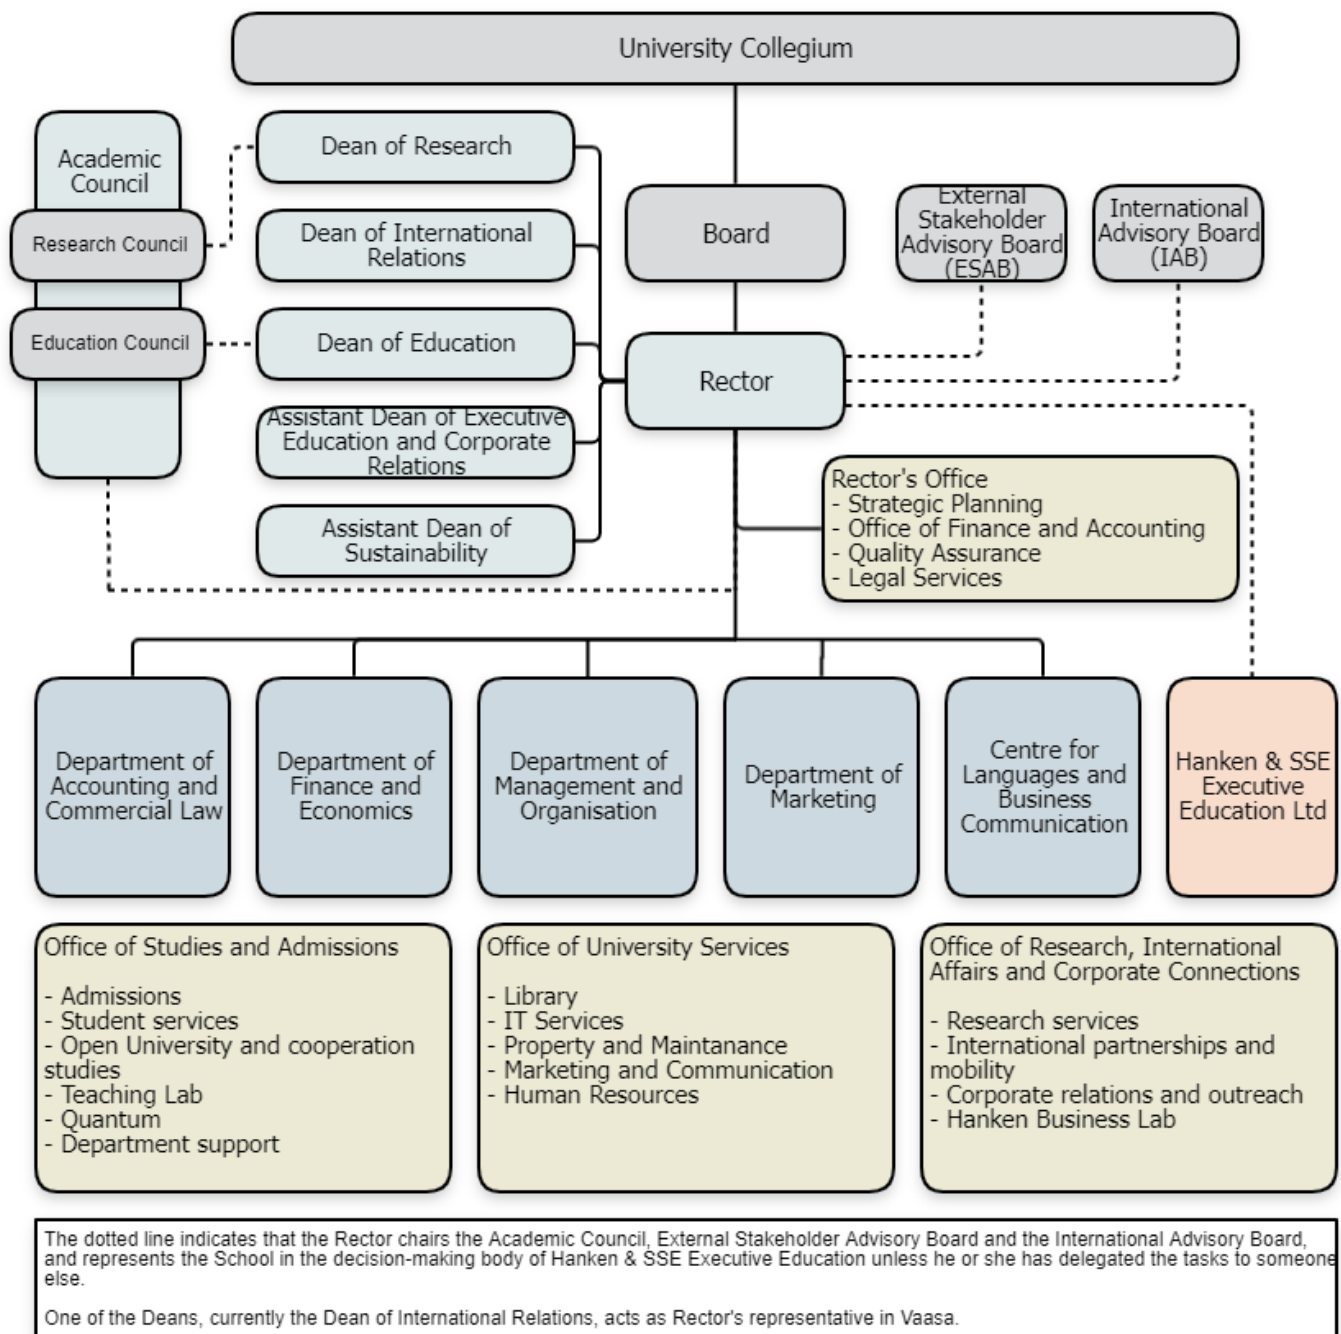 University Collegium
Academic
Council
Research Council
Education Council
Dean of Research
Dean of International
Relations
Dean of Education
Assistant Dean of Executive
Education and Corporate
Relations
Assistant Dean of
Sustainability
Board
External
Stakeholder
Advisory Board
(ESAB)
International
Advisory Board
(IAB)
Rector
Rector's Office
- Strategic Planning
- Office of Finance and Accounting
- Quality Assurance
- Legal Services
Department of
Accounting and
Commercial Law
Department of
Finance and
Economics
Department of
Management and
Organisation
Department of
Marketing
Centre for
Languages and
Business
Communication
Hanken & SSE
Executive
Education Ltd
Office of Studies and Admissions
- Admissions
- Student services
- Open University and cooperation
studies
- Teaching Lab
- Quantum
- Department support
Office of University Services
- Library
- IT Services
- Property and Maintanance
- Marketing and Communication
- Human Resources
Office of Research, International
Affairs and Corporate Connections
- Research services
- International partnerships and
mobility
- Corporate relations and outreach
- Hanken Business Lab
The dotted line indicates that the Rector chairs the Academic Council, External Stakeholder Advisory Board and the International Advisory Board,
and represents the School in the decision-making body of Hanken & SSE Executive Education unless he or she has delegated the tasks to someone
else.
One of the Deans, currently the Dean of International Relations, acts as Rector's representative in Vaasa.